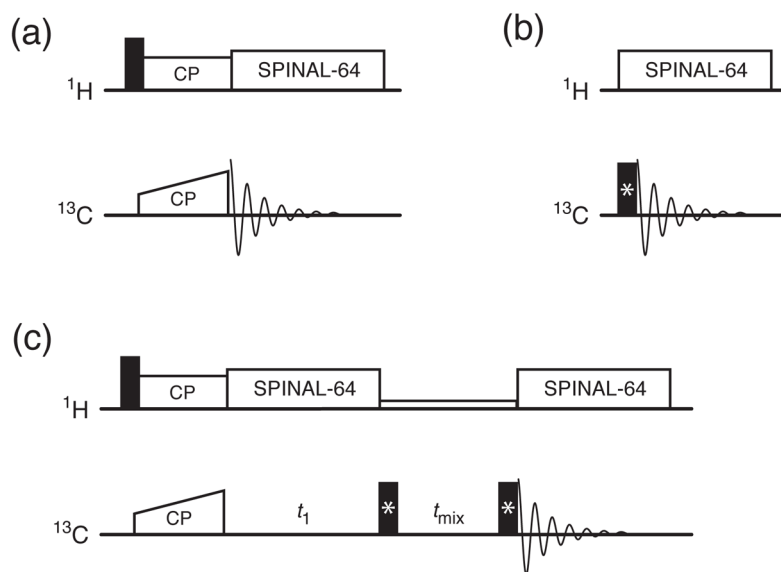 (a)
CP
SPINAL-64
¹H
CP
¹³C
(b)
SPINAL-64
¹H
*
¹³C
(c)
CP
SPINAL-64
SPINAL-64
¹H
CP
t₁
*
t_mix
*
¹³C